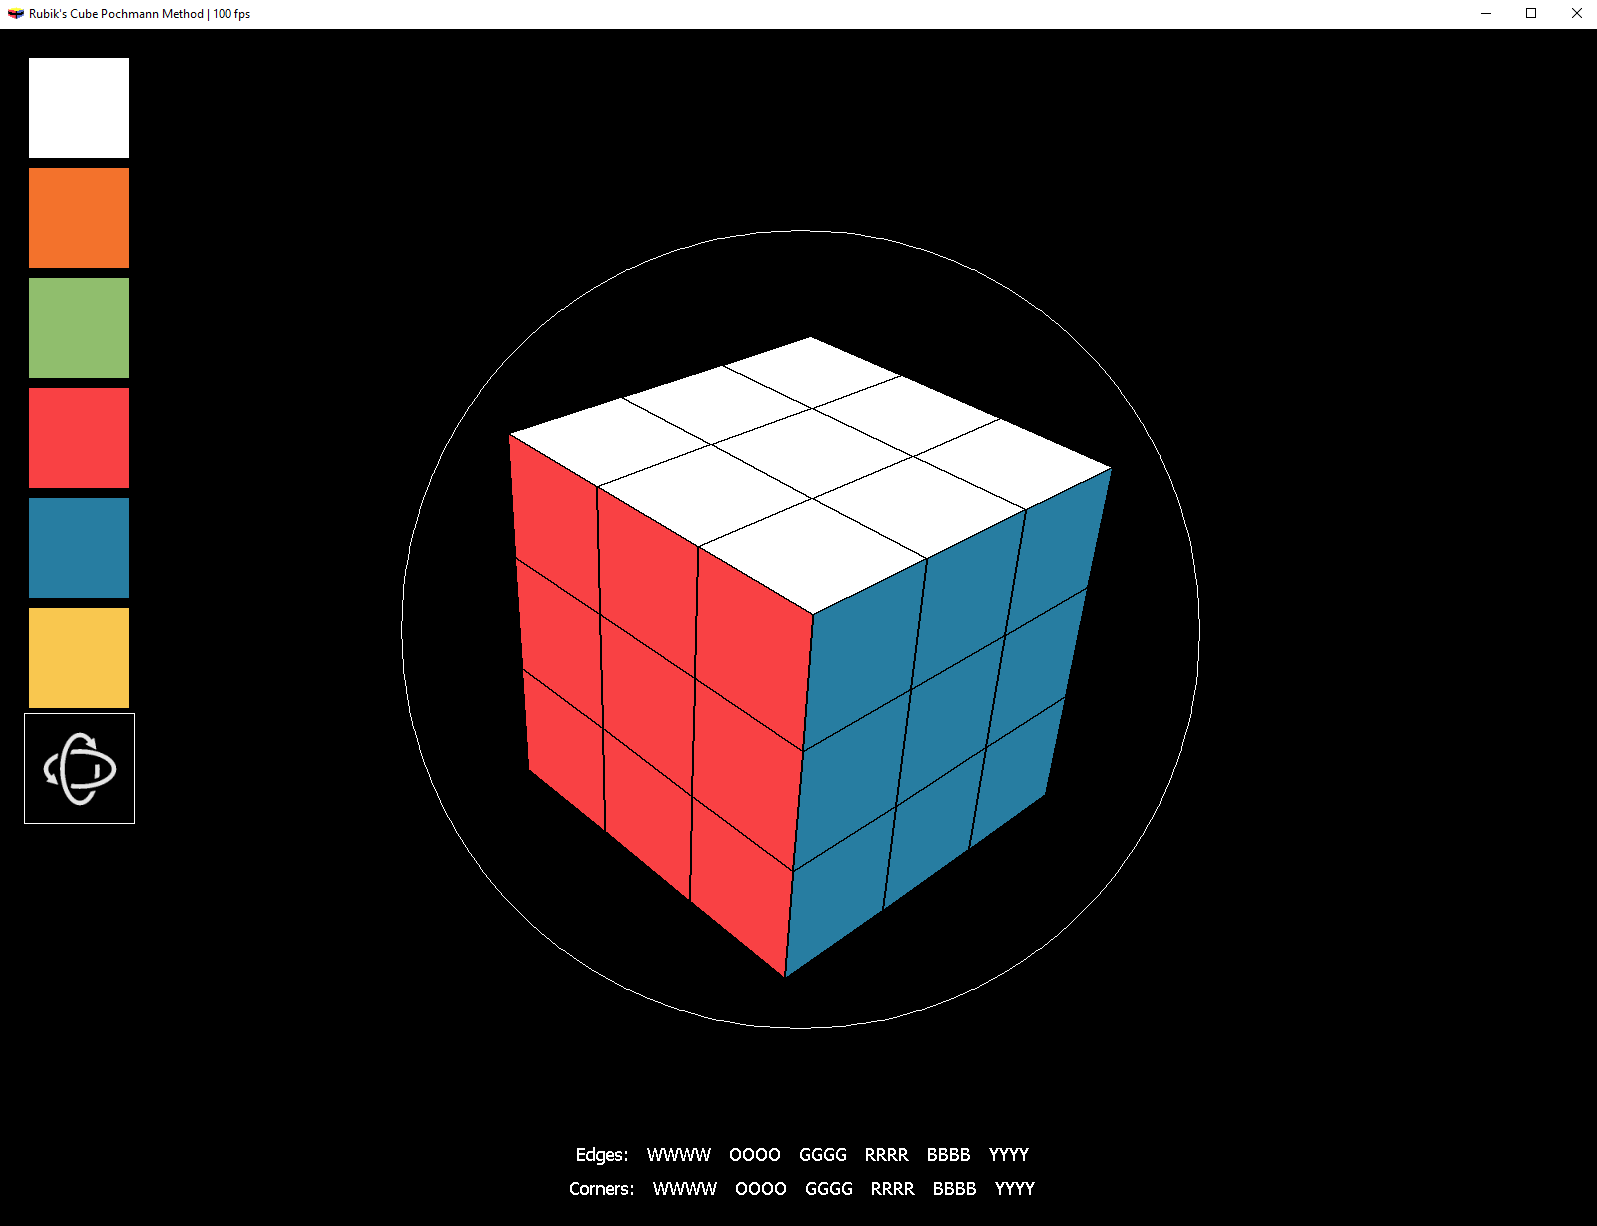 Rubik's Cube Pochmann Method | 100 fps
Edges: WWWW OOOO GGGG RRRR BBBB YYYY
Corners: WWWW OOOO GGGG RRRR BBBB YYYY